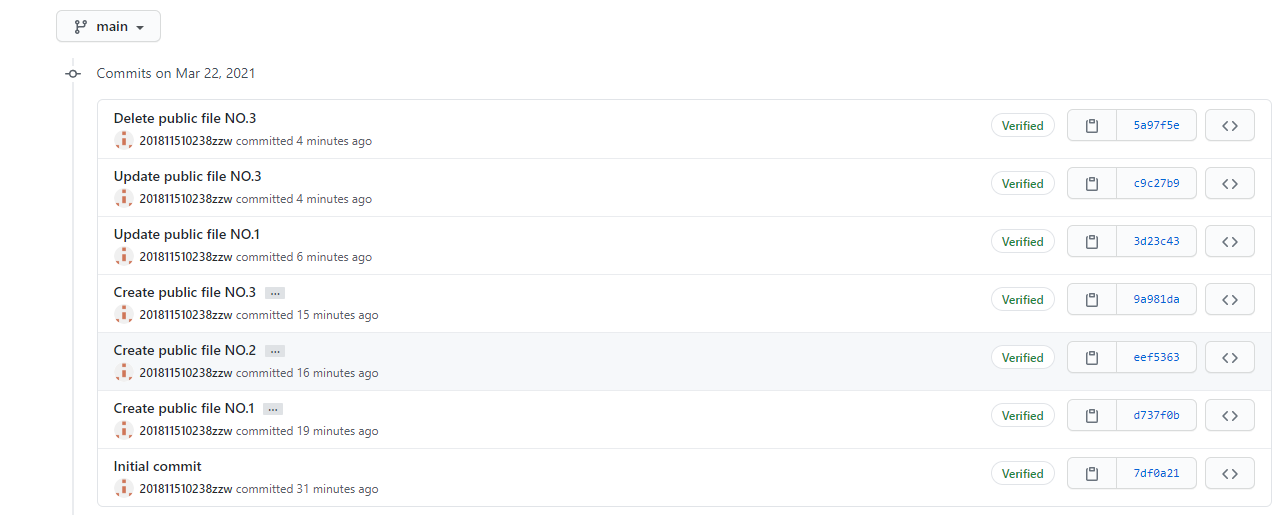 main
Commits on Mar 22, 2021
Delete public file NO.3
201811510238zzw committed 4 minutes ago
Verified
5a97f5e
Update public file NO.3
201811510238zzw committed 4 minutes ago
Verified
c9c27b9
Update public file NO.1
201811510238zzw committed 6 minutes ago
Verified
3d23c43
Create public file NO.3 ...
201811510238zzw committed 15 minutes ago
Verified
9a981da
Create public file NO.2 ...
201811510238zzw committed 16 minutes ago
Verified
eef5363
Create public file NO.1 ...
201811510238zzw committed 19 minutes ago
Verified
d737f0b
Initial commit
201811510238zzw committed 31 minutes ago
Verified
7df0a21